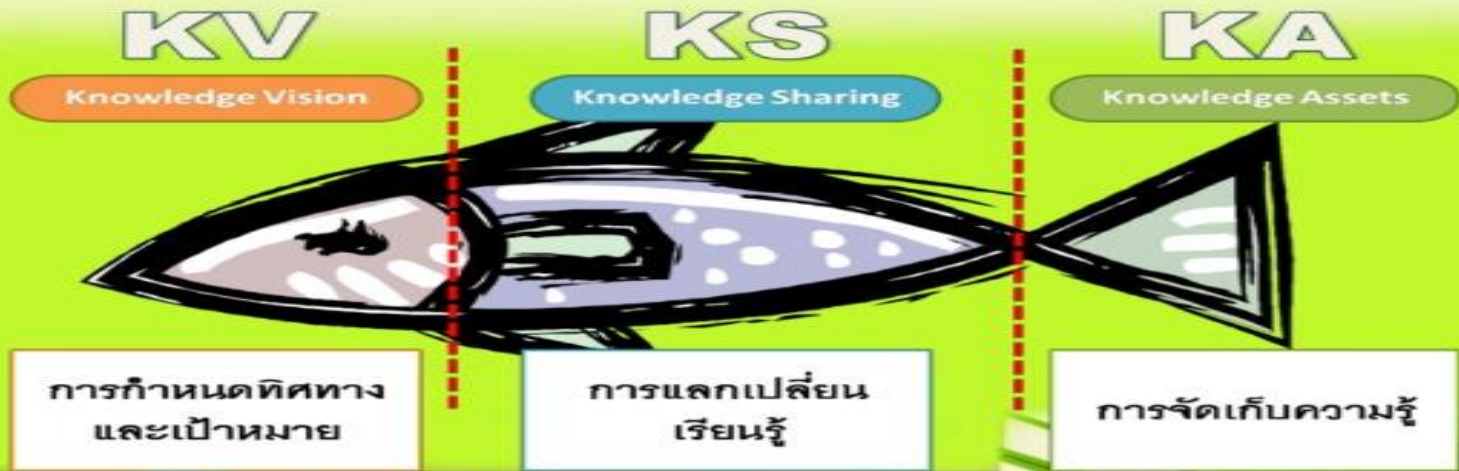 KV
Knowledge Vision
การกำหนดทิศทาง
และเป้าหมาย
KS
Knowledge Sharing
การแลกเปลี่ยน
เรียนรู้
KA
Knowledge Assets
การจัดเก็บความรู้